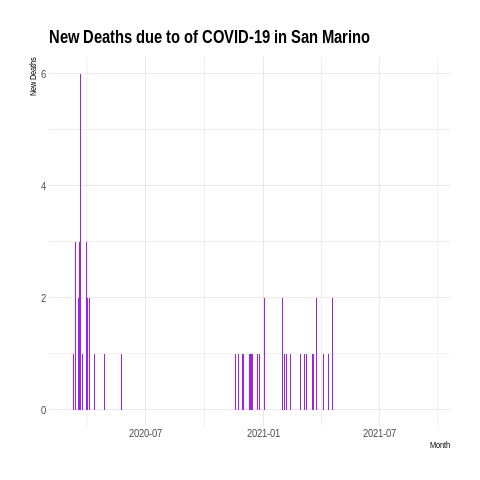 New Deaths due to of COVID-19 in San Marino
New Deaths
6
4
2
0
2020-07
2021-01
2021-07
Month